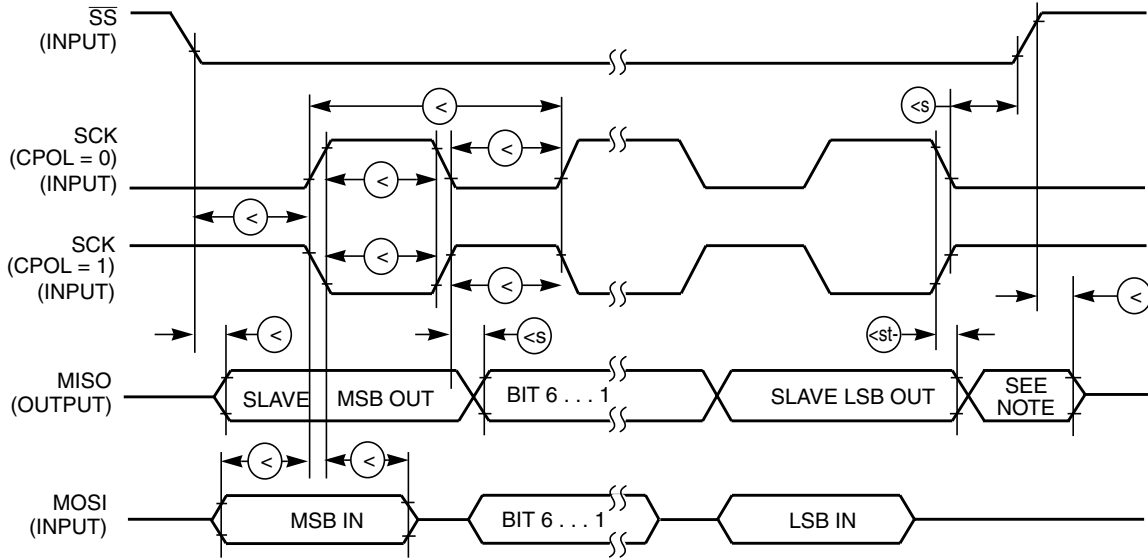 SS
(INPUT)
<
<s
SCK
(CPOL = 0)
(INPUT)
<
<
<
SCK
(CPOL = 1)
(INPUT)
<
<
<
<
<s
<st-
MISO
(OUTPUT)
SLAVE MSB OUT
BIT 6 . . . 1
SLAVE LSB OUT
SEE
NOTE
<
<
MOSI
(INPUT)
MSB IN
BIT 6 . . . 1
LSB IN